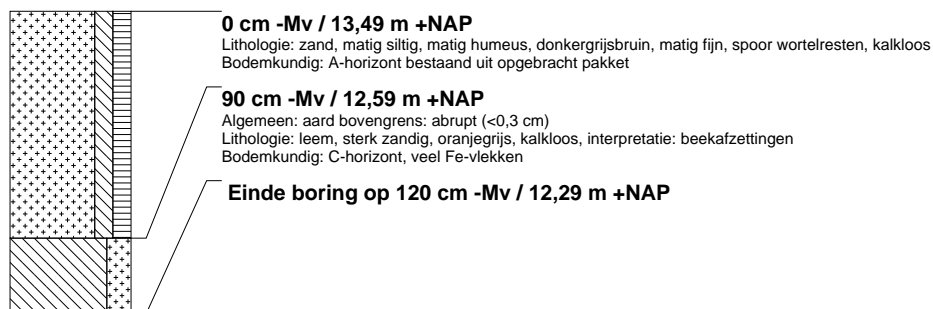 0 cm -Mv / 13,49 m +NAP
Lithologie: zand, matig siltig, matig humeus, donkergrijsbruin, matig fijn, spoor wortelresten, kalkloos
Bodemkundig: A-horizont bestaand uit opgebracht pakket
90 cm -Mv / 12,59 m +NAP
Algemeen: aard bovengrens: abrupt (<0,3 cm)
Lithologie: leem, sterk zandig, oranjegrijs, kalkloos, interpretatie: beekafzettingen
Bodemkundig: C-horizont, veel Fe-vlekken
Einde boring op 120 cm -Mv / 12,29 m +NAP